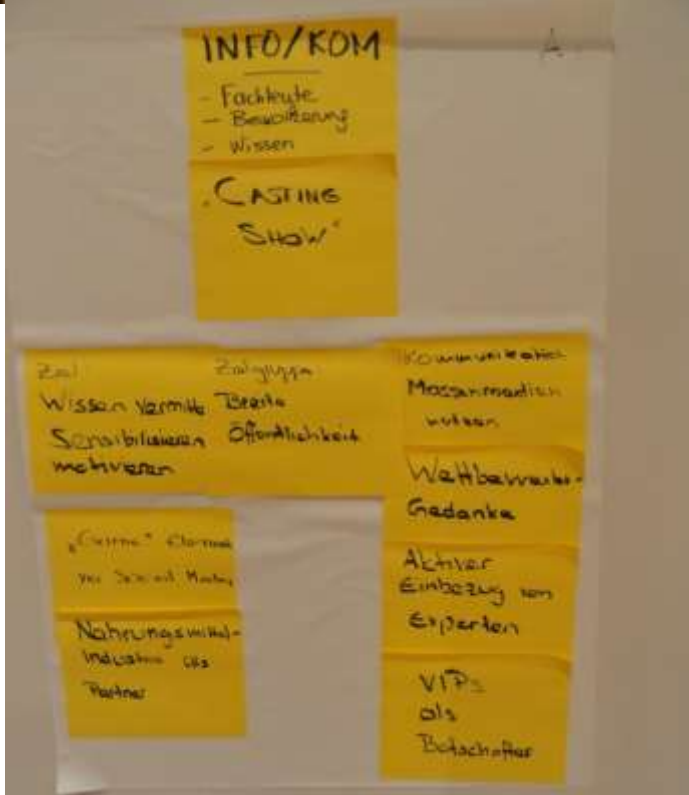 INFO/KOM
A
- Fachleute
- Bevölkerung
- Wissen
„CASTING
SHOW"
Ziel
Wissen Vermitt
Sensibilisieren
motivieren
Zielgruppe
Breite
Öffentlichkeit
Kommunikation
Massenmedien
nutzen
Wettbewerbs-
Gedanke
Aktiver
Einbezug von
Experten
VIPs
als
Botschafter
Nahrungsmittel-
Industrie als
Partner